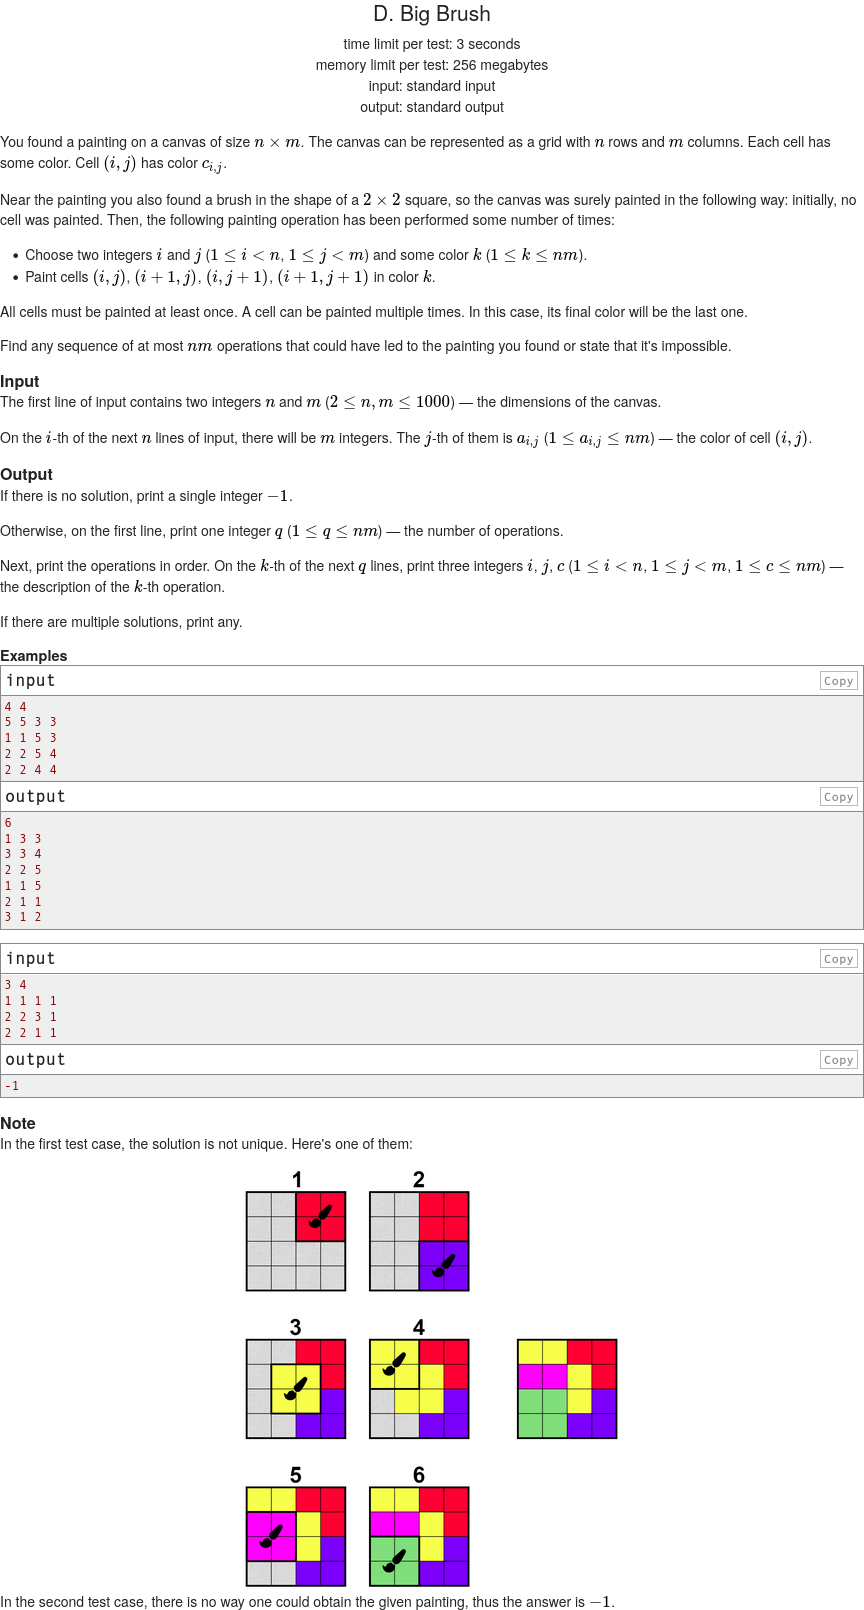 D. Big Brush
time limit per test: 3 seconds
memory limit per test: 256 megabytes
input: standard input
output: standard output
You found a painting on a canvas of size n × m. The canvas can be represented as a grid with n rows and m columns. Each cell has
some color. Cell (i, j) has color c_{i,j}.
Near the painting you also found a brush in the shape of a 2 × 2 square, so the canvas was surely painted in the following way: initially, no
cell was painted. Then, the following painting operation has been performed some number of times:
• Choose two integers i and j (1 ≤ i < n, 1 ≤ j < m) and some color k (1 ≤ k ≤ nm).
• Paint cells (i, j), (i + 1, j), (i, j + 1), (i + 1, j + 1) in color k.
All cells must be painted at least once. A cell can be painted multiple times. In this case, its final color will be the last one.
Find any sequence of at most nm operations that could have led to the painting you found or state that it's impossible.
Input
The first line of input contains two integers n and m (2 ≤ n, m ≤ 1000) — the dimensions of the canvas.
On the i-th of the next n lines of input, there will be m integers. The j-th of them is a_{i,j} (1 ≤ a_{i,j} ≤ nm) — the color of cell (i, j).
Output
If there is no solution, print a single integer −1.
Otherwise, on the first line, print one integer q (1 ≤ q ≤ nm) — the number of operations.
Next, print the operations in order. On the k-th of the next q lines, print three integers i, j, c (1 ≤ i < n, 1 ≤ j < m, 1 ≤ c ≤ nm) —
the description of the k-th operation.
If there are multiple solutions, print any.
Examples
input Copy
4 4
5 5 3 3
1 1 5 3
2 2 5 4
2 2 4 4
output Copy
6
1 3 3
3 3 4
2 2 5
1 1 5
2 1 1
3 1 2
input Copy
3 4
1 1 1 1
2 2 3 1
2 2 1 1
output Copy
-1
Note
In the first test case, the solution is not unique. Here's one of them:
1 2
3 4
5 6
In the second test case, there is no way one could obtain the given painting, thus the answer is −1.